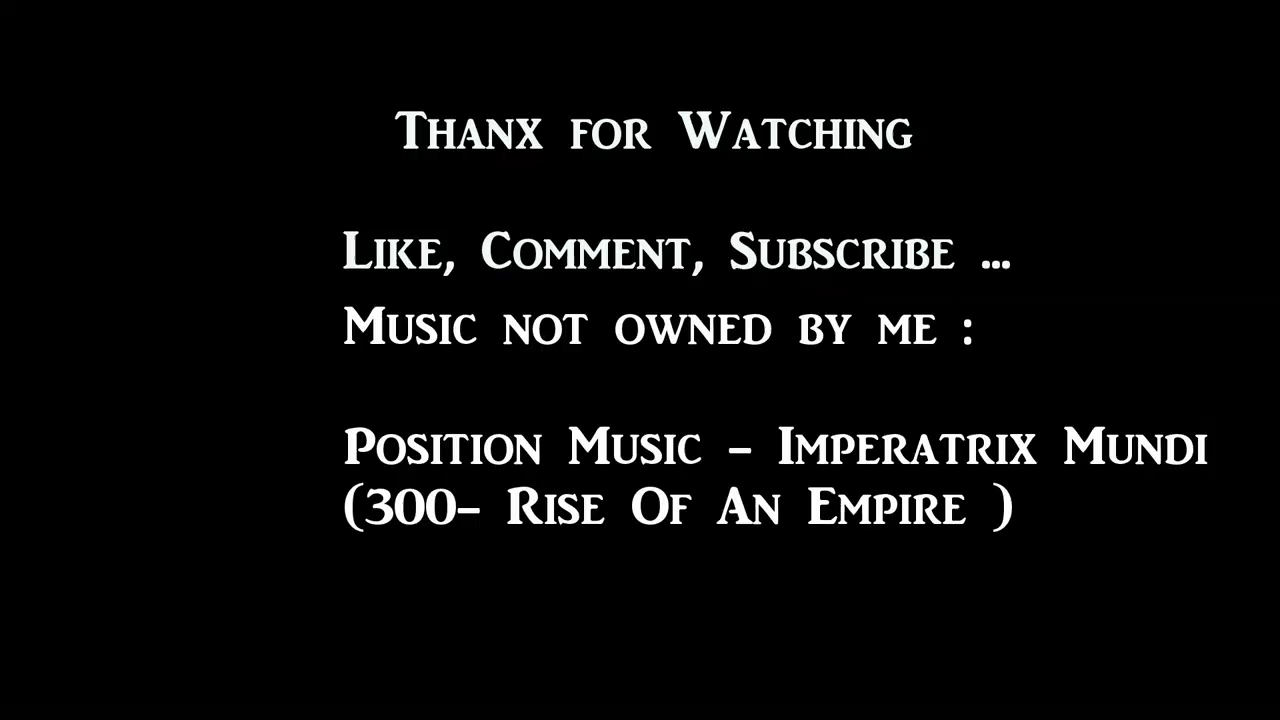 Thanx for Watching
Like, Comment, Subscribe ...
Music not owned by me :
Position Music - Imperatrix Mundi
(300- Rise Of An Empire )